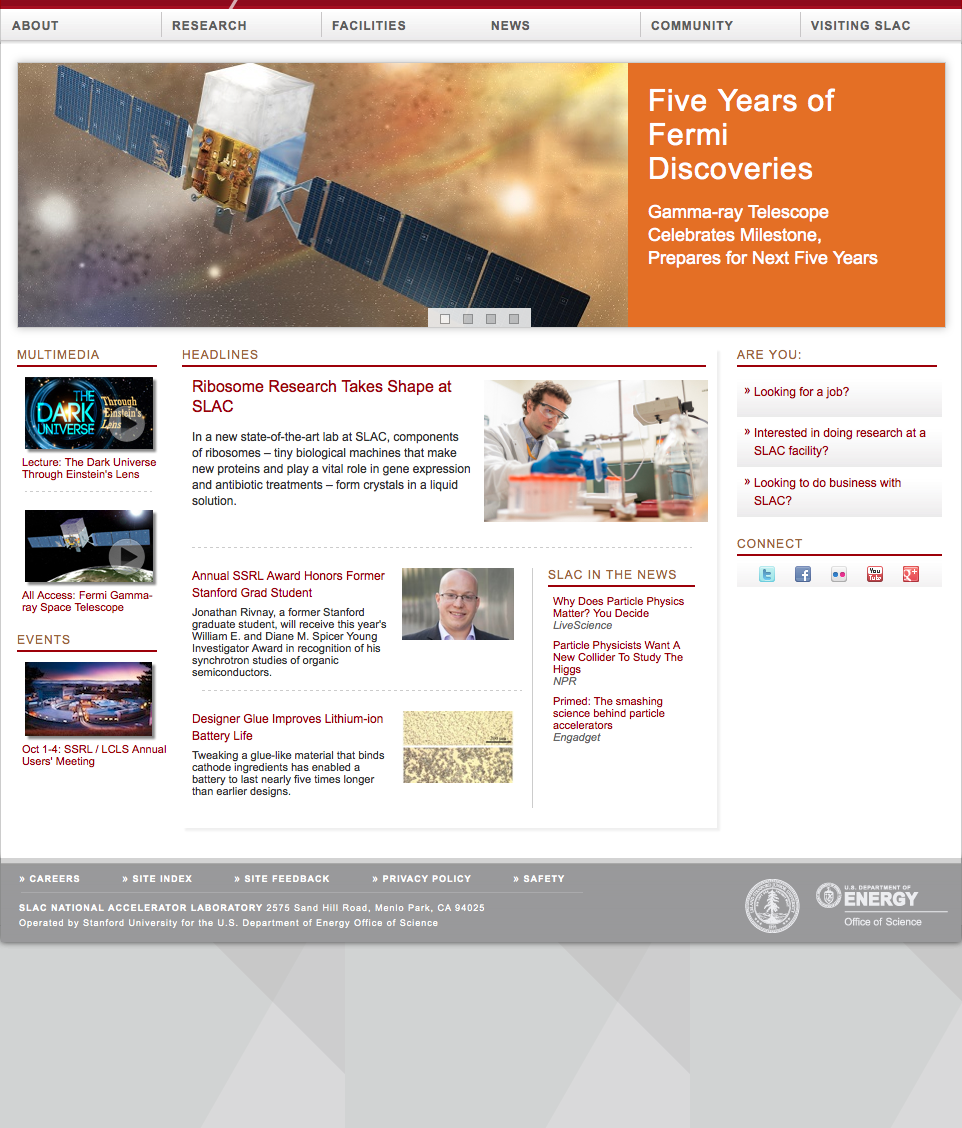 ABOUT
RESEARCH
FACILITIES
NEWS
COMMUNITY
VISITING SLAC
Five Years of
Fermi
Discoveries
Gamma-ray Telescope
Celebrates Milestone,
Prepares for Next Five Years
MULTIMEDIA
THE
DARK
UNIVERSE
Through
Einstein's
Lens
Lecture: The Dark Universe
Through Einstein's Lens
All Access: Fermi Gamma-
ray Space Telescope
EVENTS
Oct 1-4: SSRL / LCLS Annual
Users' Meeting
HEADLINES
Ribosome Research Takes Shape at
SLAC
In a new state-of-the-art lab at SLAC, components
of ribosomes – tiny biological machines that make
new proteins and play a vital role in gene expression
and antibiotic treatments – form crystals in a liquid
solution.
Annual SSRL Award Honors Former
Stanford Grad Student
Jonathan Rivnay, a former Stanford
graduate student, will receive this year's
William E. and Diane M. Spicer Young
Investigator Award in recognition of his
synchrotron studies of organic
semiconductors.
Designer Glue Improves Lithium-ion
Battery Life
Tweaking a glue-like material that binds
cathode ingredients has enabled a
battery to last nearly five times longer
than earlier designs.
SLAC IN THE NEWS
Why Does Particle Physics
Matter? You Decide
LiveScience
Particle Physicists Want A
New Collider To Study The
Higgs
NPR
Primed: The smashing
science behind particle
accelerators
Engadget
ARE YOU:
» Looking for a job?
» Interested in doing research at a
SLAC facility?
» Looking to do business with
SLAC?
CONNECT
You
Tube
» CAREERS
» SITE INDEX
» SITE FEEDBACK
» PRIVACY POLICY
» SAFETY
SLAC NATIONAL ACCELERATOR LABORATORY 2575 Sand Hill Road, Menlo Park, CA 94025
Operated by Stanford University for the U.S. Department of Energy Office of Science
U.S. DEPARTMENT OF
ENERGY
Office of Science